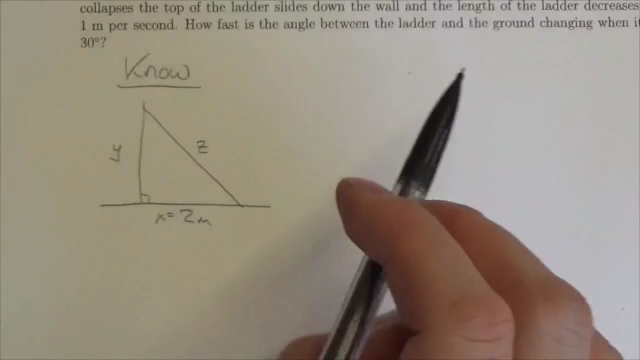 collapses the top of the ladder slides down the wall and the length of the ladder decreases
1 m per second. How fast is the angle between the ladder and the ground changing when it
30°?
Know
y
z
x = 2m